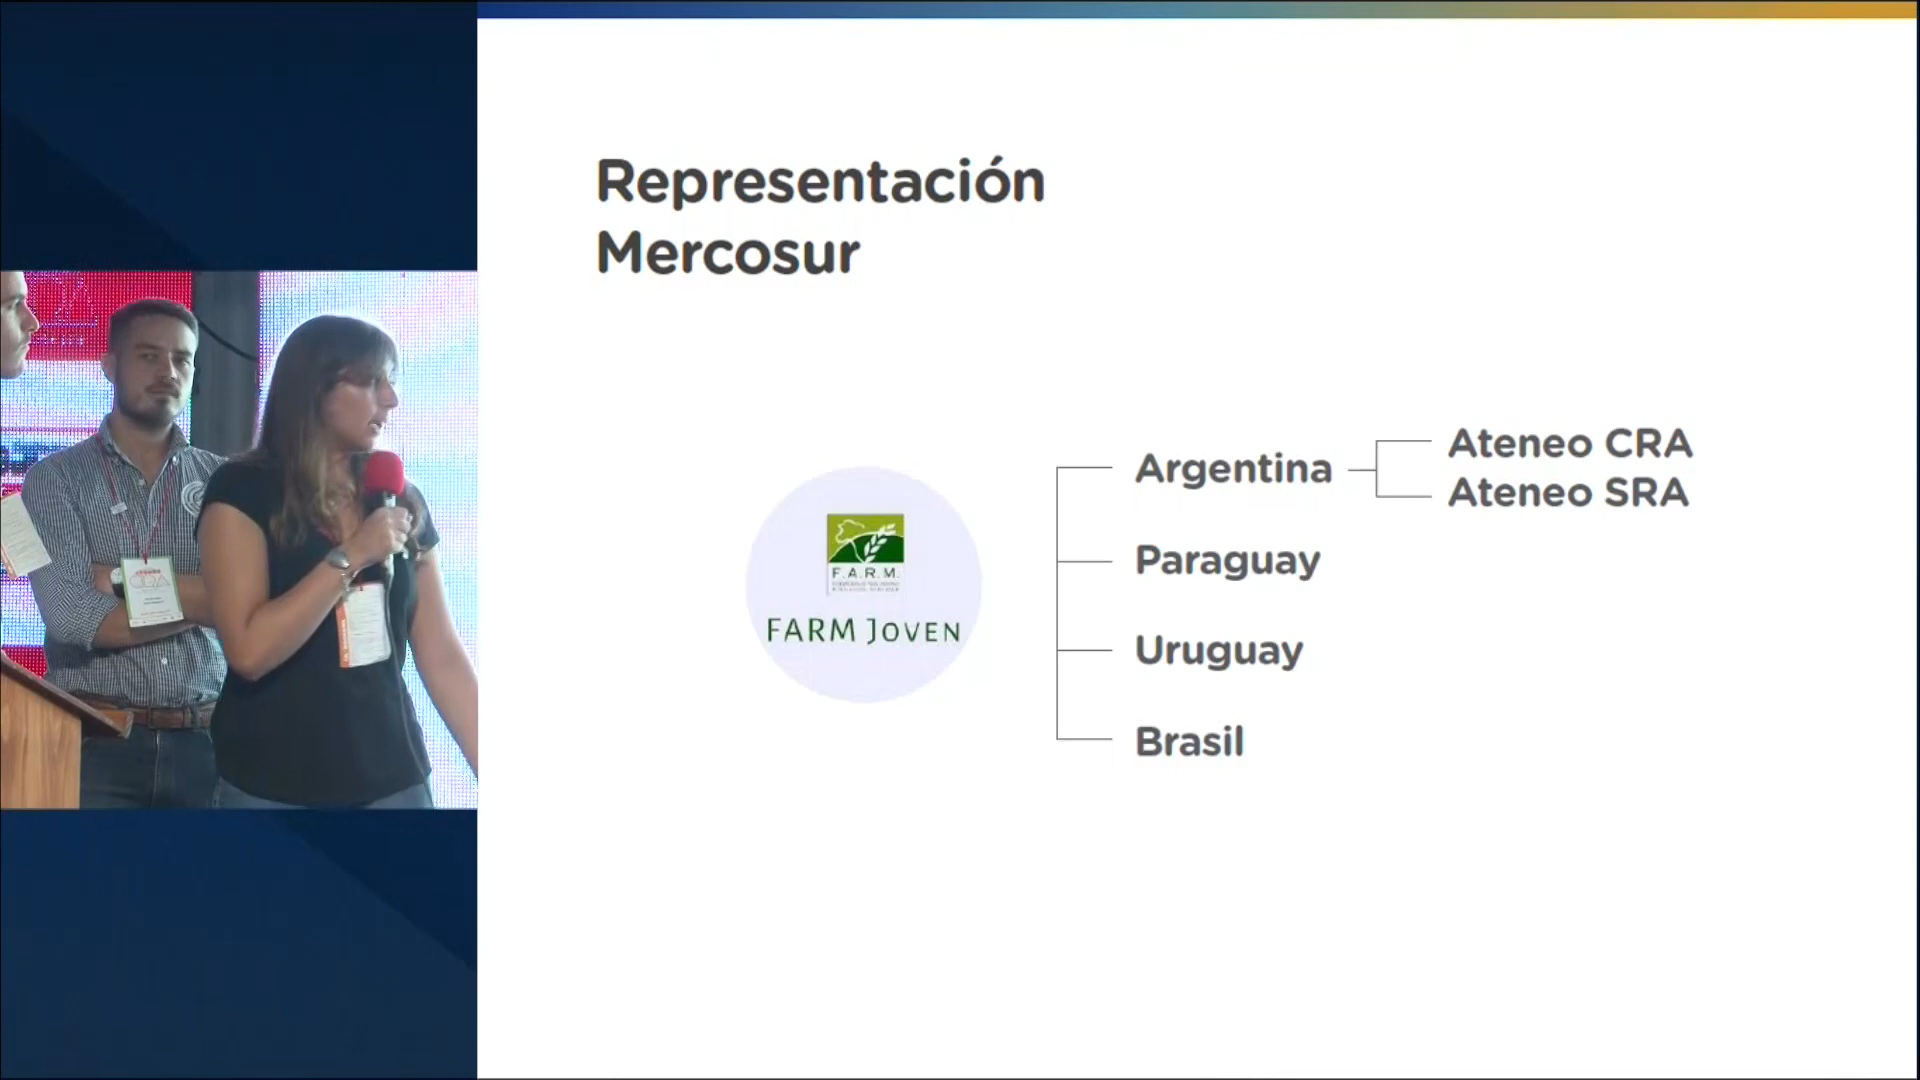 Representación
Mercosur
F.A.R.M.
FARM JOVEN
Argentina
Ateneo CRA
Ateneo SRA
Paraguay
Uruguay
Brasil